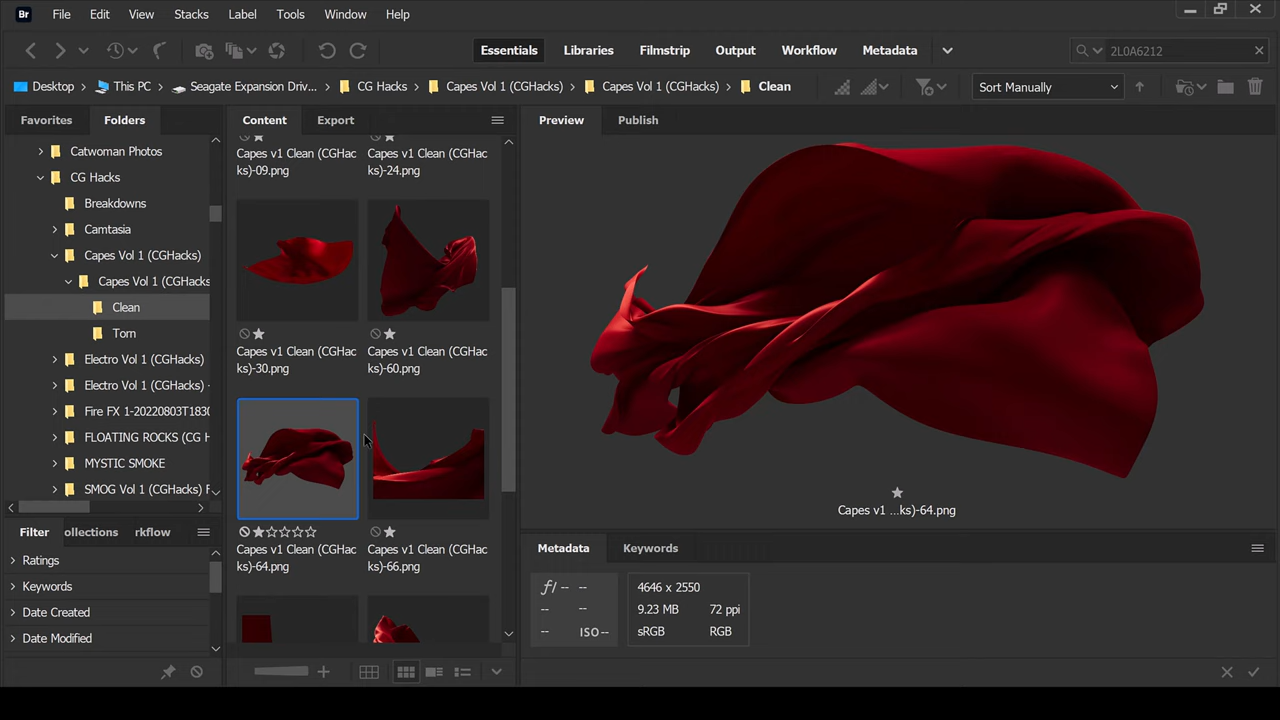 Br File Edit View Stacks Label Tools Window Help
Essentials Libraries Filmstrip Output Workflow Metadata 2L0A6212
Desktop This PC Seagate Expansion Driv... CG Hacks Capes Vol 1 (CGHacks) Capes Vol 1 (CGHacks) Clean Sort Manually
Favorites Folders
Catwoman Photos
CG Hacks
Breakdowns
Camtasia
Capes Vol 1 (CGHacks)
Capes Vol 1 (CGHacks
Clean
Torn
Electro Vol 1 (CGHacks)
Electro Vol 1 (CGHacks) -
Fire FX 1-20220803T1830
FLOATING ROCKS (CG H
MYSTIC SMOKE
SMOG Vol 1 (CGHacks) F
Filter ollections rkflow
Ratings
Keywords
Date Created
Date Modified
Content Export
Capes v1 Clean (CGHac
ks)-09.png
Capes v1 Clean (CGHac
ks)-24.png
Capes v1 Clean (CGHac
ks)-30.png
Capes v1 Clean (CGHac
ks)-60.png
Capes v1 Clean (CGHac
ks)-64.png
Capes v1 Clean (CGHac
ks)-66.png
Preview Publish
Capes v1 ...ks)-64.png
Metadata Keywords
f/ -- --
-- --
-- ISO--
4646 x 2550
9.23 MB 72 ppi
sRGB RGB